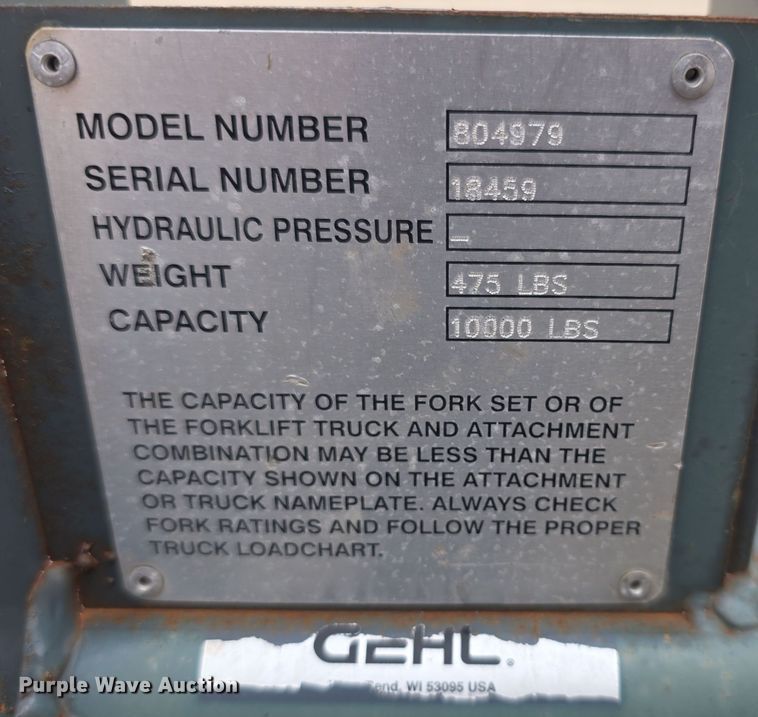 MODEL NUMBER 804979
SERIAL NUMBER 18459
HYDRAULIC PRESSURE –
WEIGHT 475 LBS
CAPACITY 10000 LBS
THE CAPACITY OF THE FORK SET OR OF
THE FORKLIFT TRUCK AND ATTACHMENT
COMBINATION MAY BE LESS THAN THE
CAPACITY SHOWN ON THE ATTACHMENT
OR TRUCK NAMEPLATE. ALWAYS CHECK
FORK RATINGS AND FOLLOW THE PROPER
TRUCK LOADCHART.
GEHL®
Bend, WI 53095 USA
Purple Wave Auction